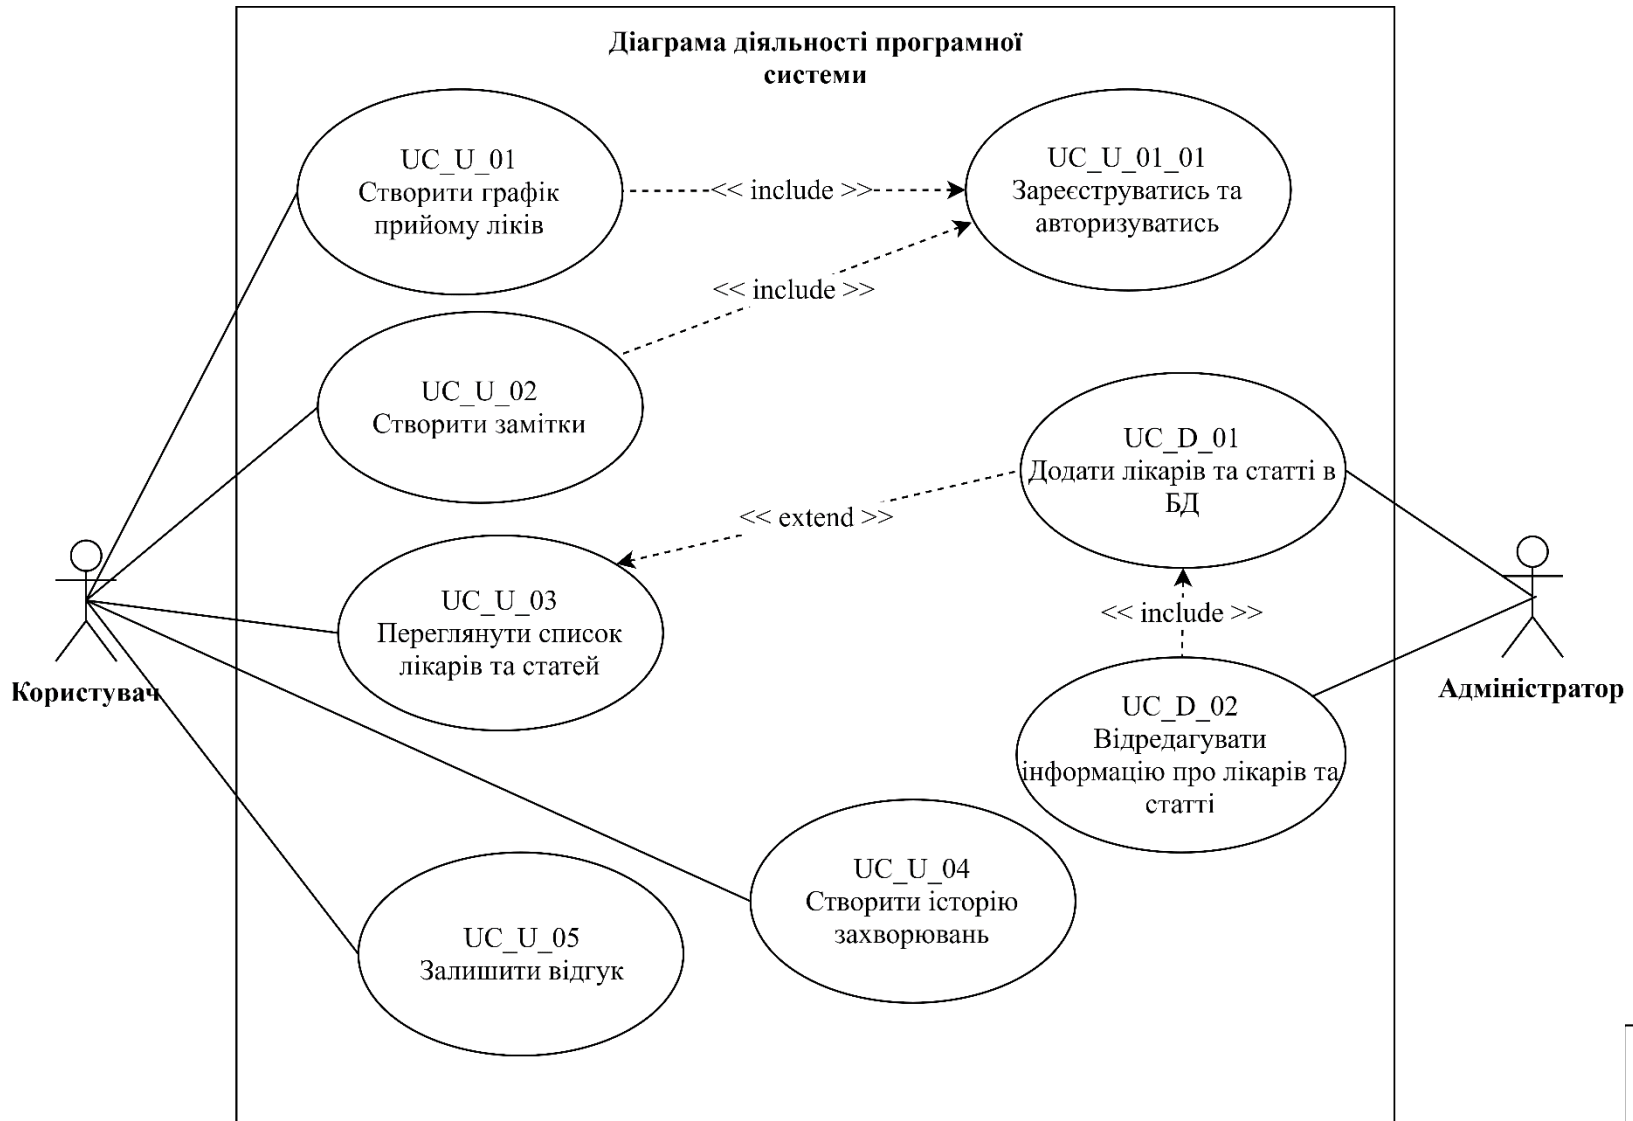 Діаграма діяльності програмної
системи
UC_U_01
Створити графік
прийому ліків
<< include >>
UC_U_01_01
Зареєструватись та
авторизуватись
<< include >>
UC_U_02
Створити замітки
UC_D_01
Додати лікарів та статті в
БД
<< extend >>
UC_U_03
Переглянути список
лікарів та статей
<< include >>
Користувач
Адміністратор
UC_D_02
Відредагувати
інформацію про лікарів та
статті
UC_U_04
Створити історію
захворювань
UC_U_05
Залишити відгук